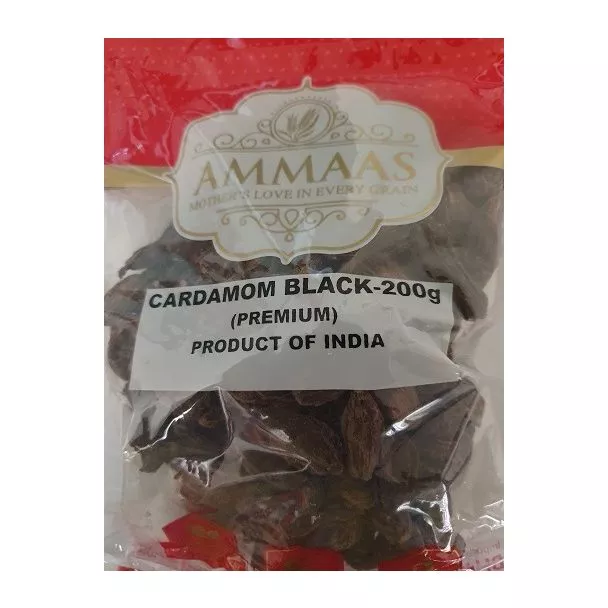 AMMAAS
MOTHER'S LOVE IN EVERY GRAIN
CARDAMOM BLACK-200g
(PREMIUM)
PRODUCT OF INDIA